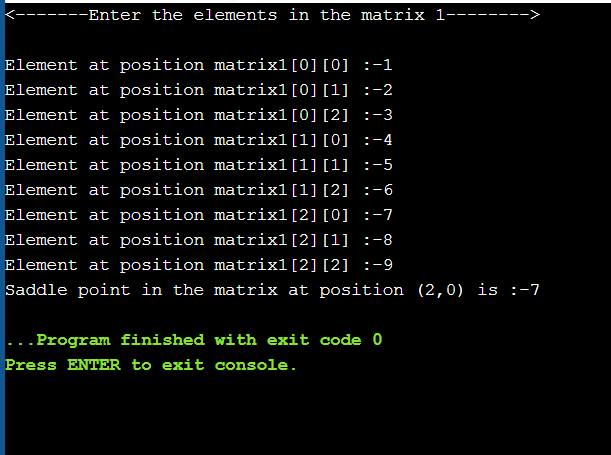 <-------Enter the elements in the matrix 1-------->
Element at position matrix1[0][0] :-1
Element at position matrix1[0][1] :-2
Element at position matrix1[0][2] :-3
Element at position matrix1[1][0] :-4
Element at position matrix1[1][1] :-5
Element at position matrix1[1][2] :-6
Element at position matrix1[2][0] :-7
Element at position matrix1[2][1] :-8
Element at position matrix1[2][2] :-9
Saddle point in the matrix at position (2,0) is :-7
...Program finished with exit code 0
Press ENTER to exit console.